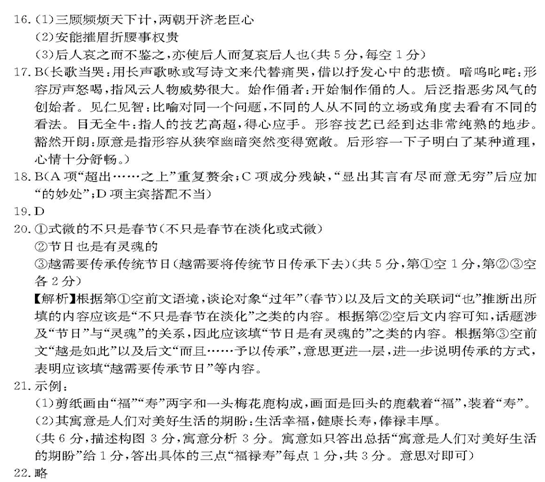 16. (1)三顾频烦天下计,两朝开济老臣心
(2)安能摧眉折腰事权贵
(3)后人哀之而不鉴之,亦使后人而复哀后人也(共5分,每空1分)
17. B(长歌当哭:用长声歌咏或写诗文来代替痛哭,借以抒发心中的悲愤。喑呜叱咤:形
容厉声怒喝,指风云人物威势很大。始作俑者:开始制作俑的人。后泛指恶劣风气的
创始者。见仁见智:比喻对同一个问题,不同的人从不同的立场或角度去看有不同的
看法。目无全牛:指人的技艺高超,得心应手。形容技艺已经到达非常纯熟的地步。
豁然开朗:原意是指形容从狭窄幽暗突然变得宽敞。后形容一下子明白了某种道理,
心情十分舒畅。)
18. B(A项“超出……之上”重复赘余;C项成分残缺,“显出其言有尽而意无穷”后应加
“的妙处”;D项主宾搭配不当)
19. D
20. ①式微的不只是春节(不只是春节在淡化或式微)
②节日也是有灵魂的
③越需要传承传统节日(越需要将传统节日传承下去)(共5分,第①空1分,第②③空
各2分)
【解析】根据第①空前文语境,谈论对象“过年”(春节)以及后文的关联词“也”推断出所
填的内容应该是“不只是春节在淡化”之类的内容。根据第②空后文内容可知,话题涉
及“节日”与“灵魂”的关系,因此应该填“节日是有灵魂的”之类的内容。根据第③空前
文“越是如此”以及后文“而且……予以传承”,意思更进一层,进一步说明传承的方式,
表明应该填“越需要传承节日”等内容。
21. 示例:
(1)剪纸画由“福”“寿”两字和一头梅花鹿构成,画面是回头的鹿载着“福”,装着“寿”。
(2)其寓意是人们对美好生活的期盼:生活幸福,健康长寿,俸禄丰厚。
(共6分,描述构图3分,寓意分析3分。寓意如只答出总括“寓意是人们对美好生活
的期盼”给1分,答出具体的三点“福禄寿”每点1分,共3分。意思对即可)
22. 略